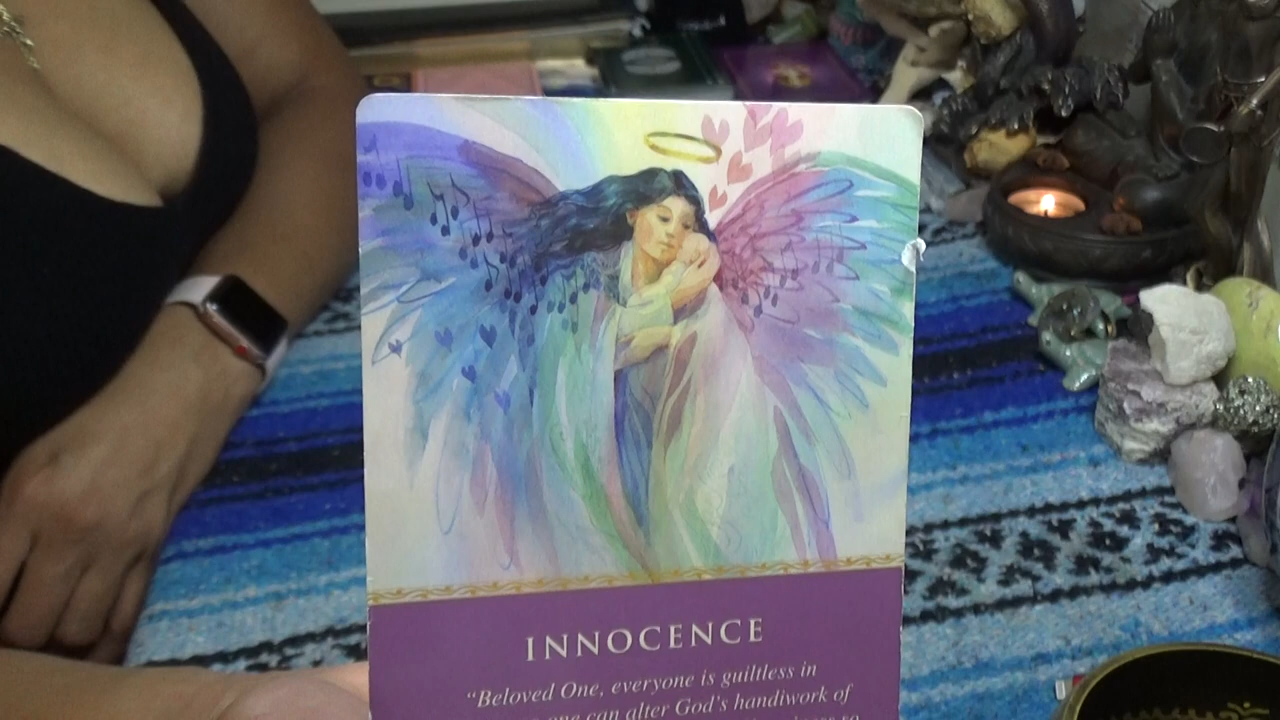 INNOCENCE
"Beloved One, everyone is guiltless in
one can alter God's handiwork of